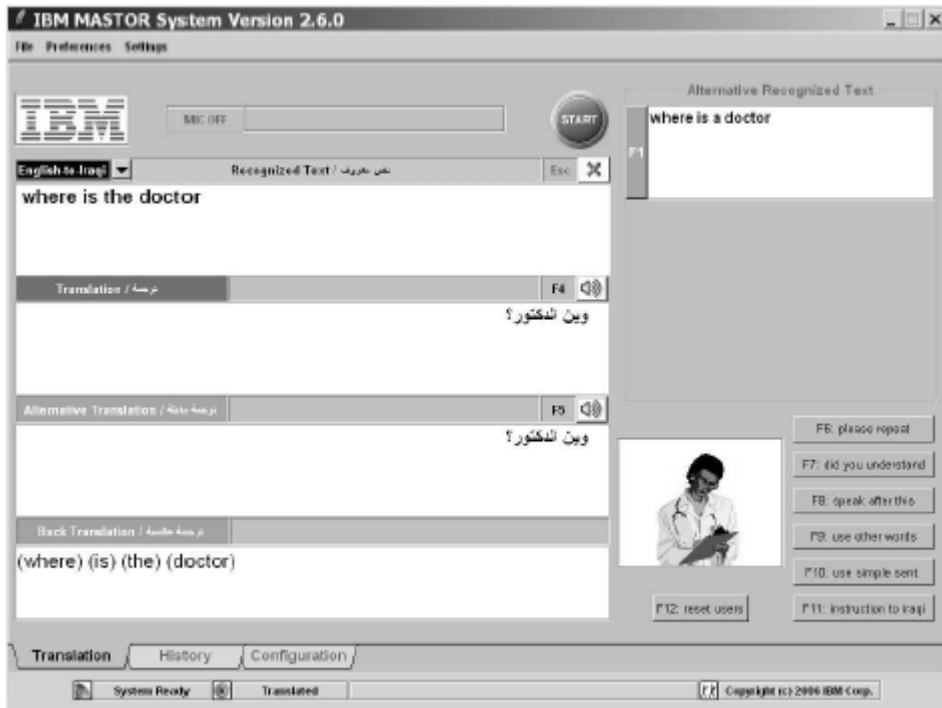 IBM MASTOR System Version 2.6.0
File Preferences Settings
IBM
MIC OFF
START
English-to-Iraqi
Recognized Text / نص معروف
Esc
where is the doctor
Translation / ترجمة
F4
وين الدكتور؟
Alternative Translation / ترجمة
F5
وين الدكتور؟
Back Translation / ترجمة
(where) (is) (the) (doctor)
Alternative Recognized Text
F1
where is a doctor
F6: please repeat
F7: did you understand
F8: speak after this
F9: use other words
F10: use simple sent
F11: instruction to iraqi
F12: reset users
Translation History Configuration
System Ready Translated Copyright (c) 2006 IBM Corp.